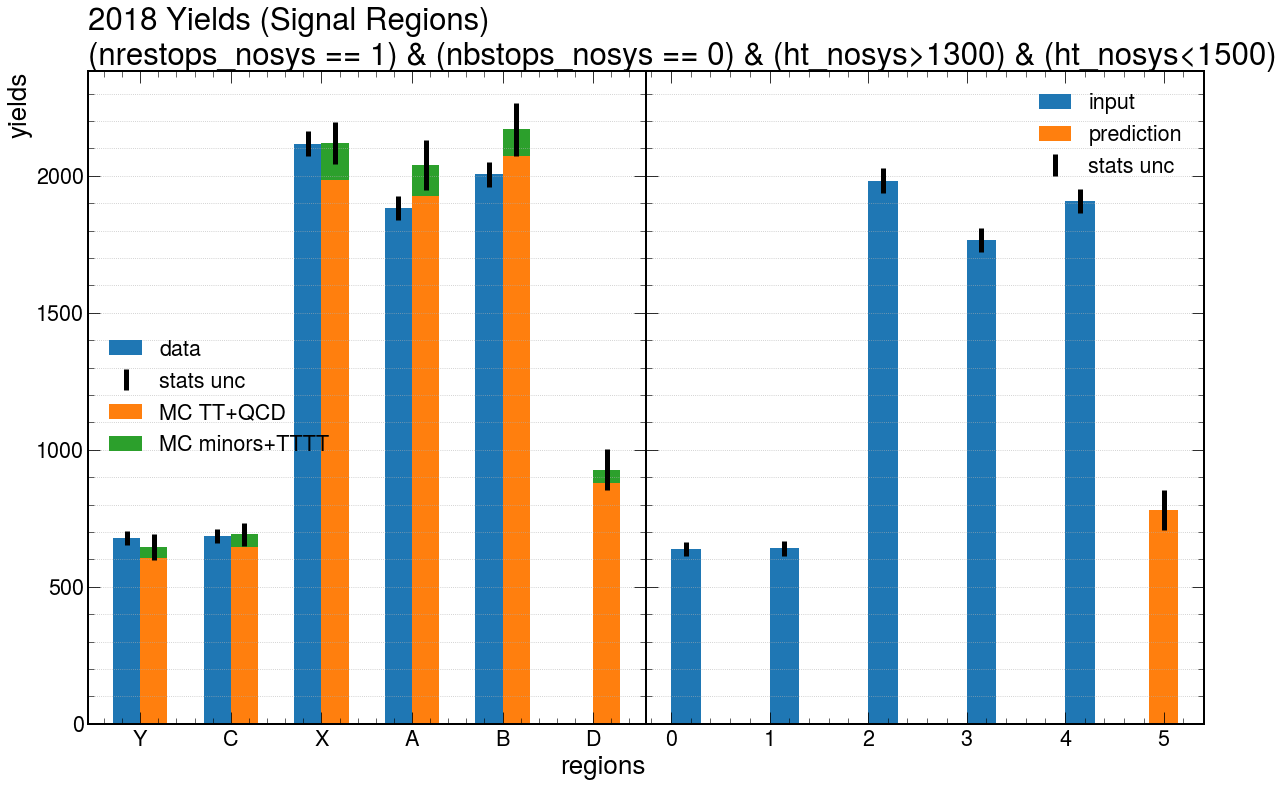 2018 Yields (Signal Regions)
(nrestops_nosys == 1) & (nbstops_nosys == 0) & (ht_nosys>1300) & (ht_nosys<1500)
yields
2000
1500
1000
500
0
data
stats unc
MC TT+QCD
MC minors+TTTT
Y C X A B D
regions
input
prediction
stats unc
0 1 2 3 4 5